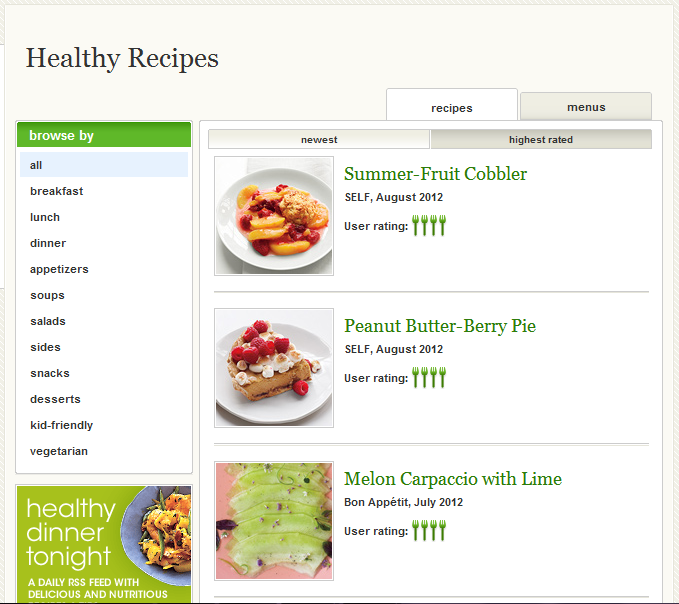 Healthy Recipes
recipes
menus
browse by
all
breakfast
lunch
dinner
appetizers
soups
salads
sides
snacks
desserts
kid-friendly
vegetarian
healthy
dinner
tonight
A DAILY RSS FEED WITH
DELICIOUS AND NUTRITIOUS
newest
highest rated
Summer-Fruit Cobbler
SELF, August 2012
User rating:
Peanut Butter-Berry Pie
SELF, August 2012
User rating:
Melon Carpaccio with Lime
Bon Appétit, July 2012
User rating: